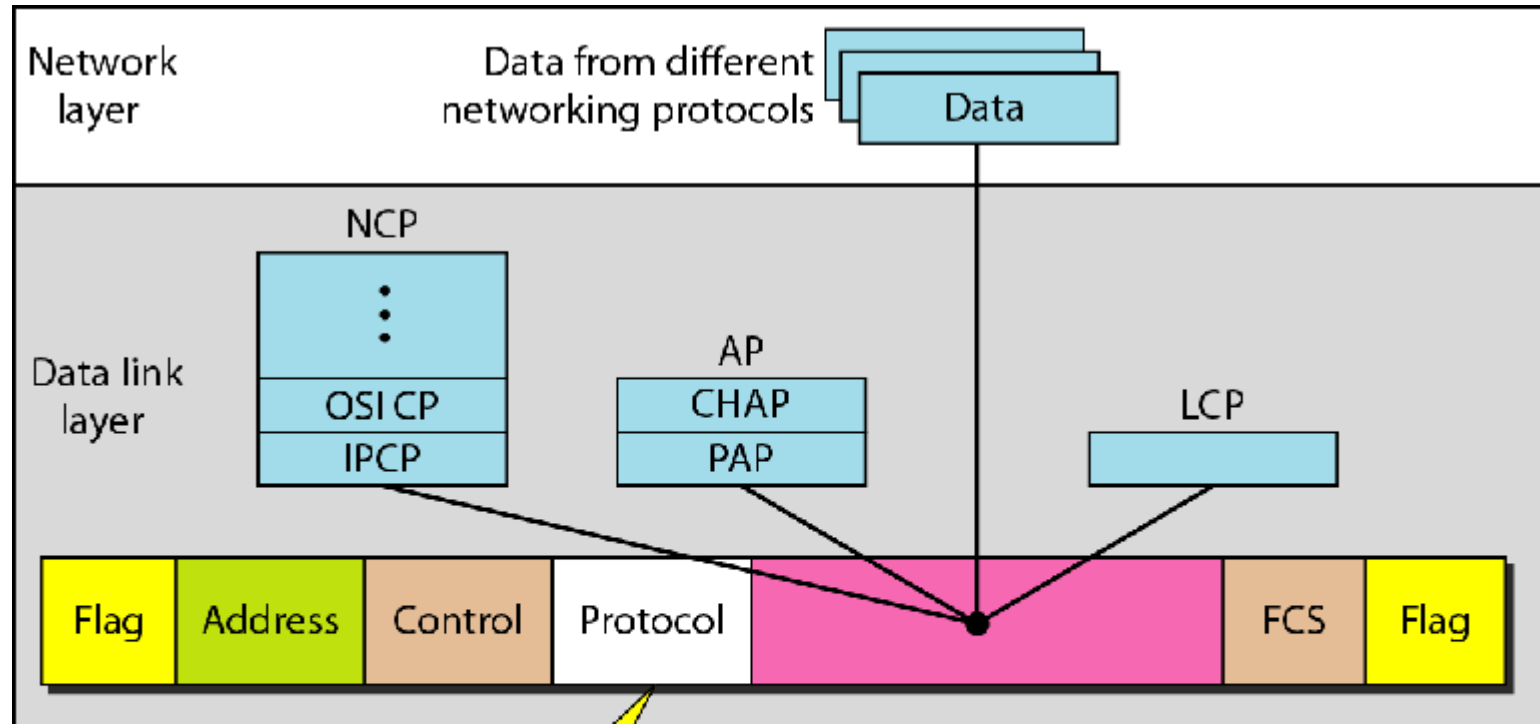 Network
layer
Data from different
networking protocols
Data
NCP
Data link
layer
OSI CP
IPCP
AP
CHAP
PAP
LCP
Flag
Address
Control
Protocol
FCS
Flag